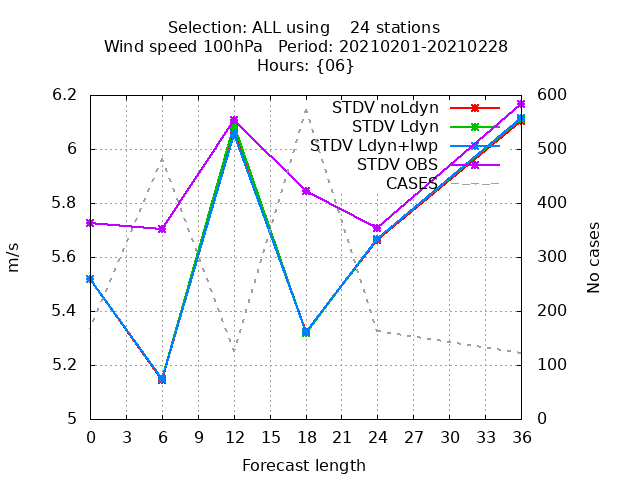 Selection: ALL using    24 stations
Wind speed 100hPa   Period: 20210201-20210228
Hours: {06}
6.2
6
5.8
5.6
5.4
5.2
5
m/s
STDV noLdyn
STDV Ldyn
STDV Ldyn+lwp
STDV OBS
CASES
600
500
400
300
200
100
0
No cases
0 3 6 9 12 15 18 21 24 27 30 33 36
Forecast length